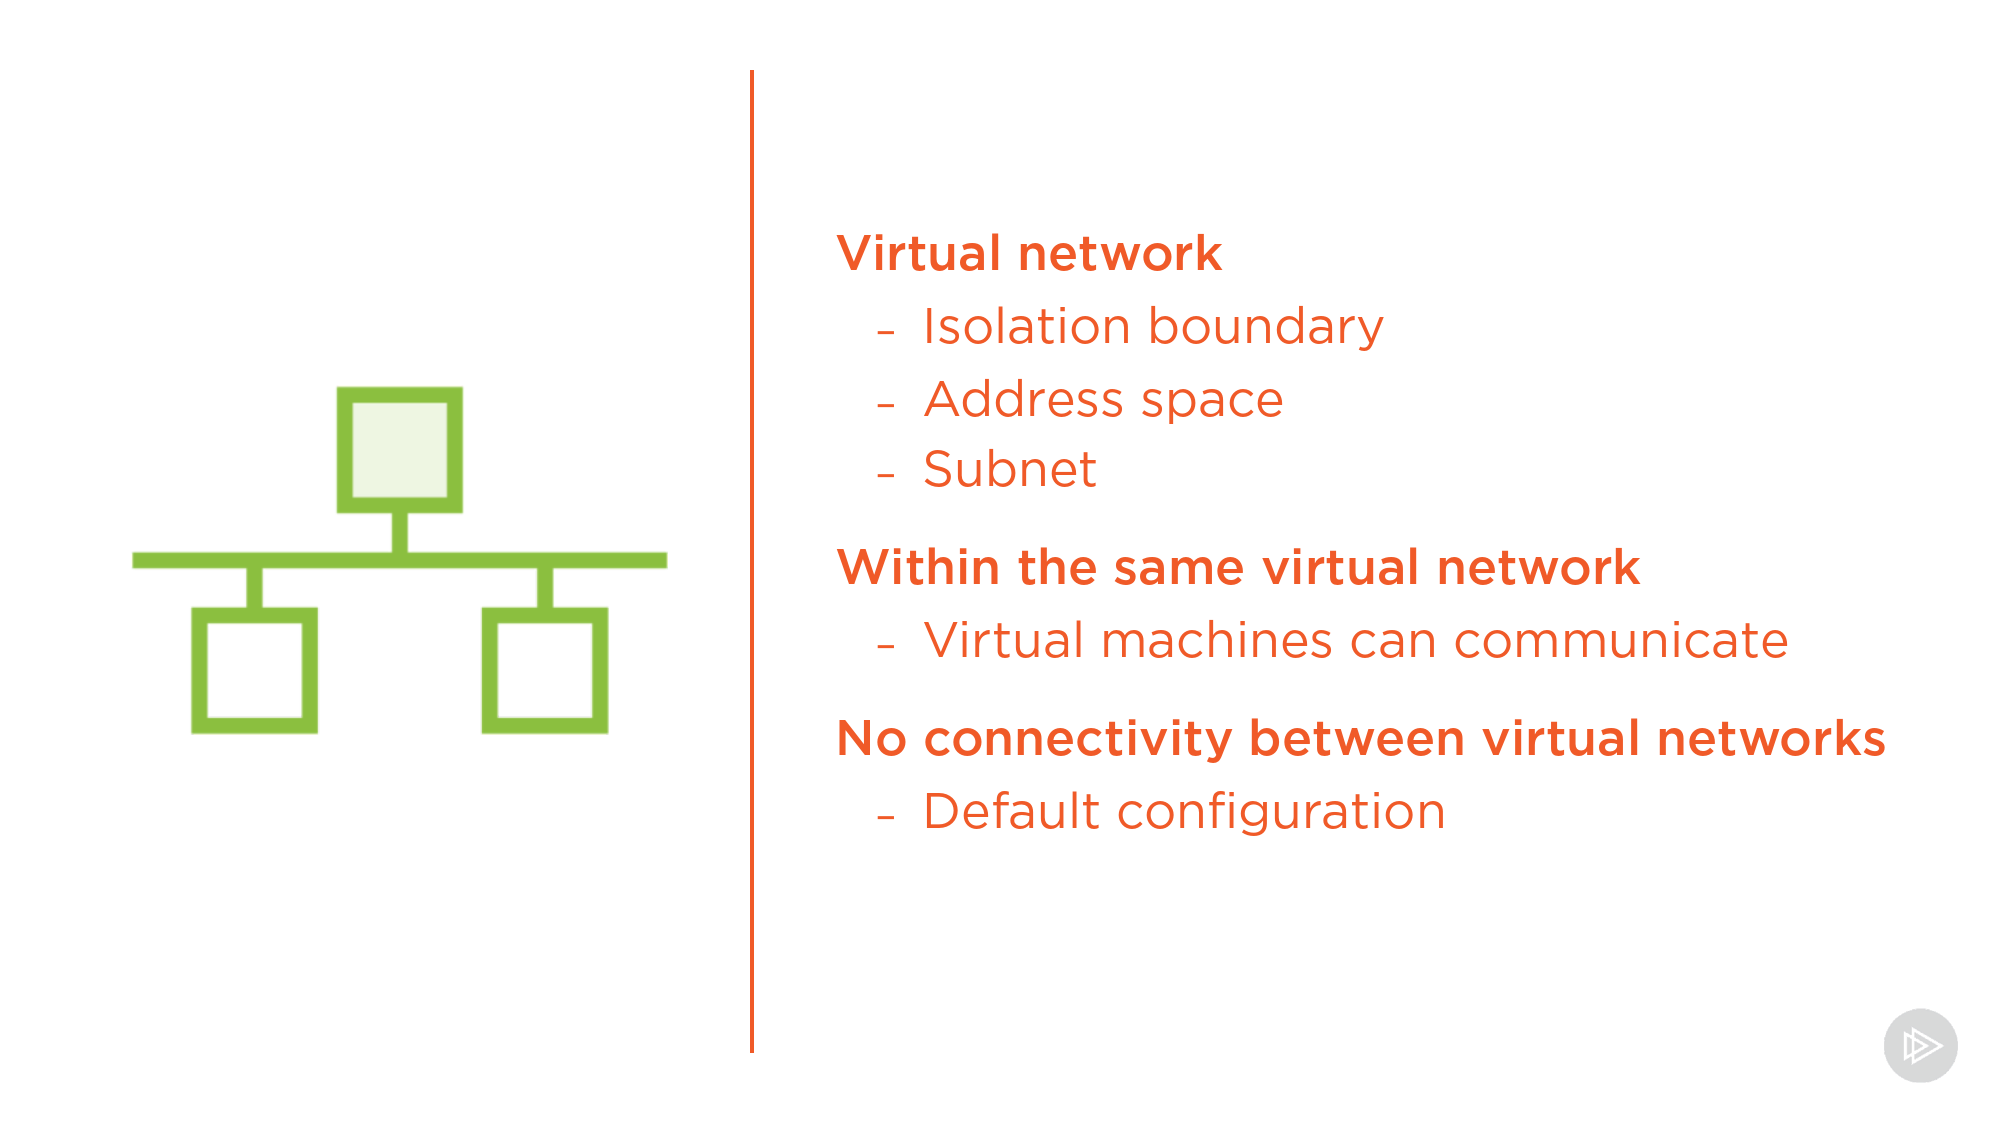 Virtual network
- Isolation boundary
- Address space
- Subnet
Within the same virtual network
- Virtual machines can communicate
No connectivity between virtual networks
- Default configuration